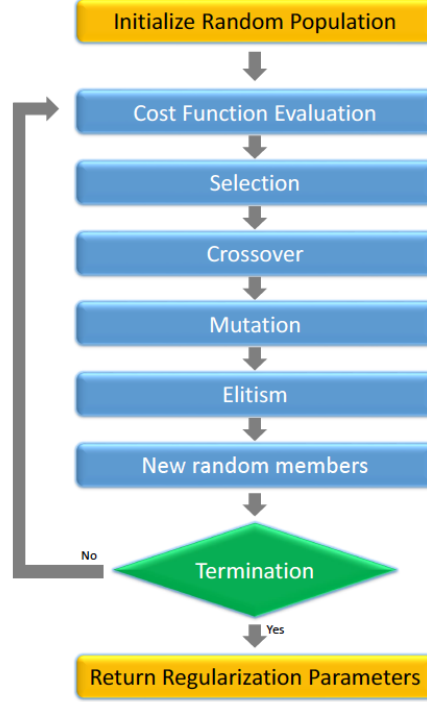 Initialize Random Population
Cost Function Evaluation
Selection
Crossover
Mutation
Elitism
New random members
No
Termination
Yes
Return Regularization Parameters